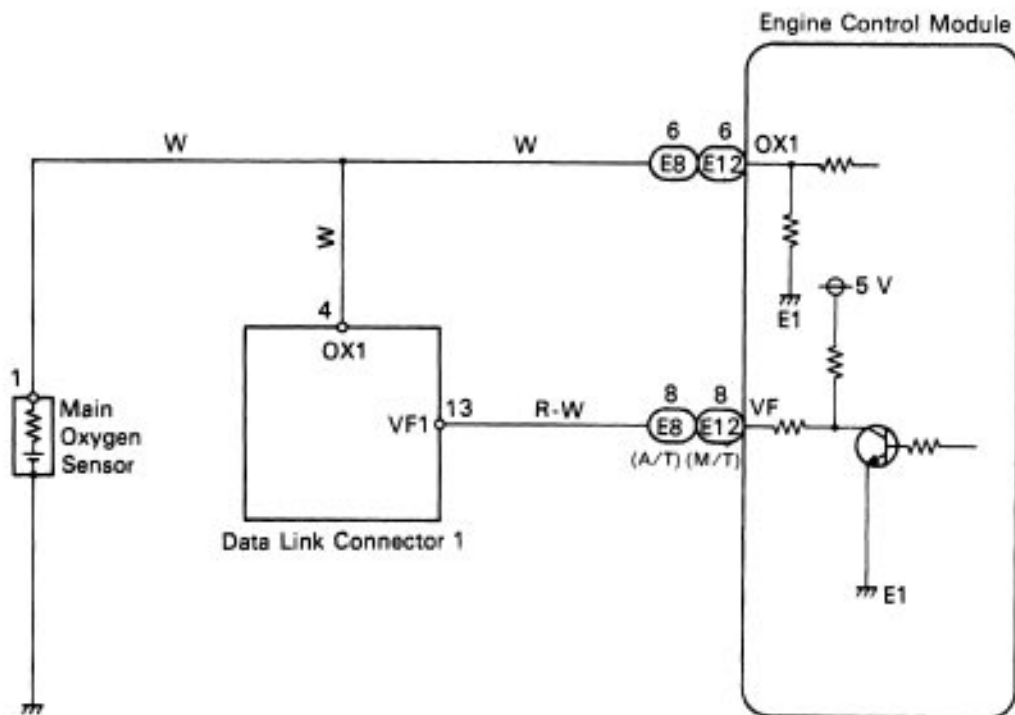 Engine Control Module
W
W
6
6
E8
E12
OX1
W
5 V
E1
4
OX1
1
Main
Oxygen
Sensor
VF1
13
R-W
8
8
E8
E12
VF
(A/T)
(M/T)
Data Link Connector 1
E1